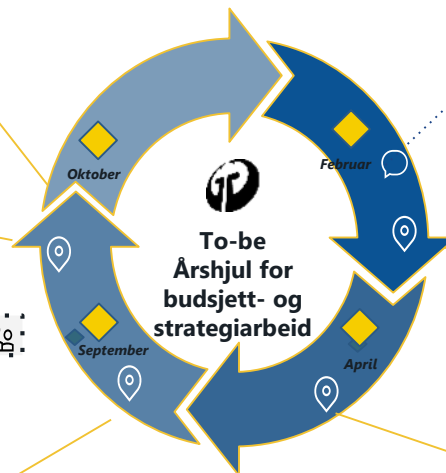 Oktober
Februar
To-be
Årshjul for
budsjett- og
strategiarbeid
September
April